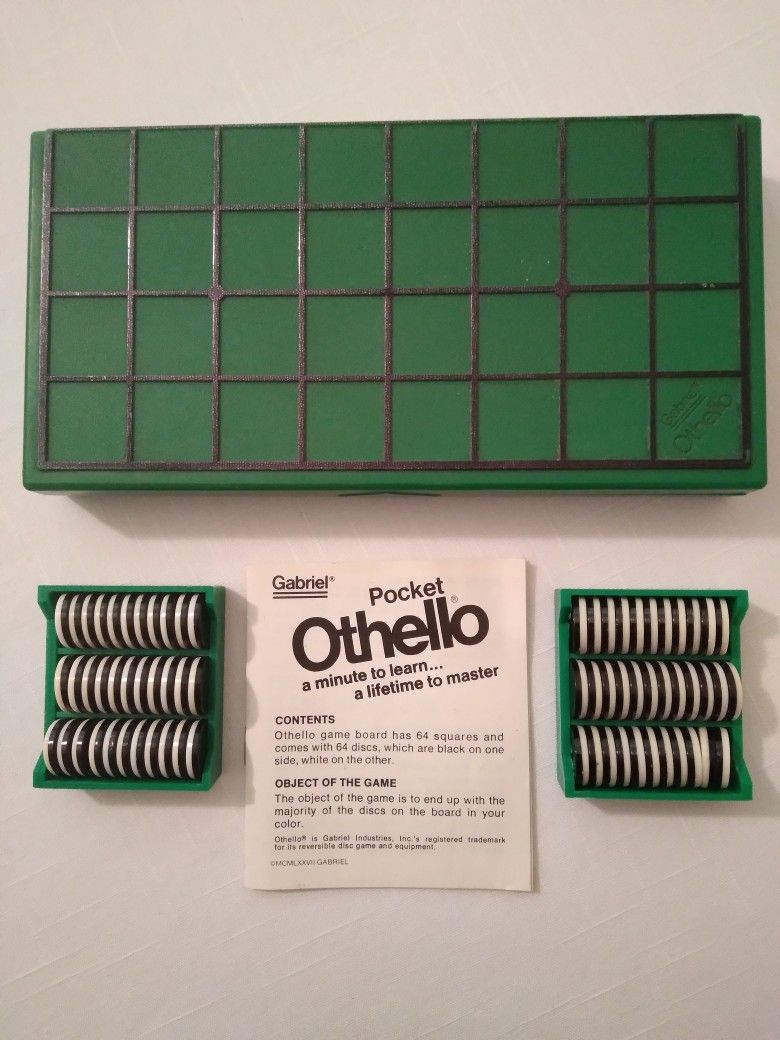 Gabriel
Othello
Gabriel®
Pocket
Othello®
a minute to learn...
a lifetime to master
CONTENTS
Othello game board has 64 squares and
comes with 64 discs, which are black on one
side, white on the other.
OBJECT OF THE GAME
The object of the game is to end up with the
majority of the discs on the board in your
color.
Othello® is Gabriel Industries, Inc.'s registered trademark
for its reversible disc game and equipment.
©MCMLXXVII GABRIEL